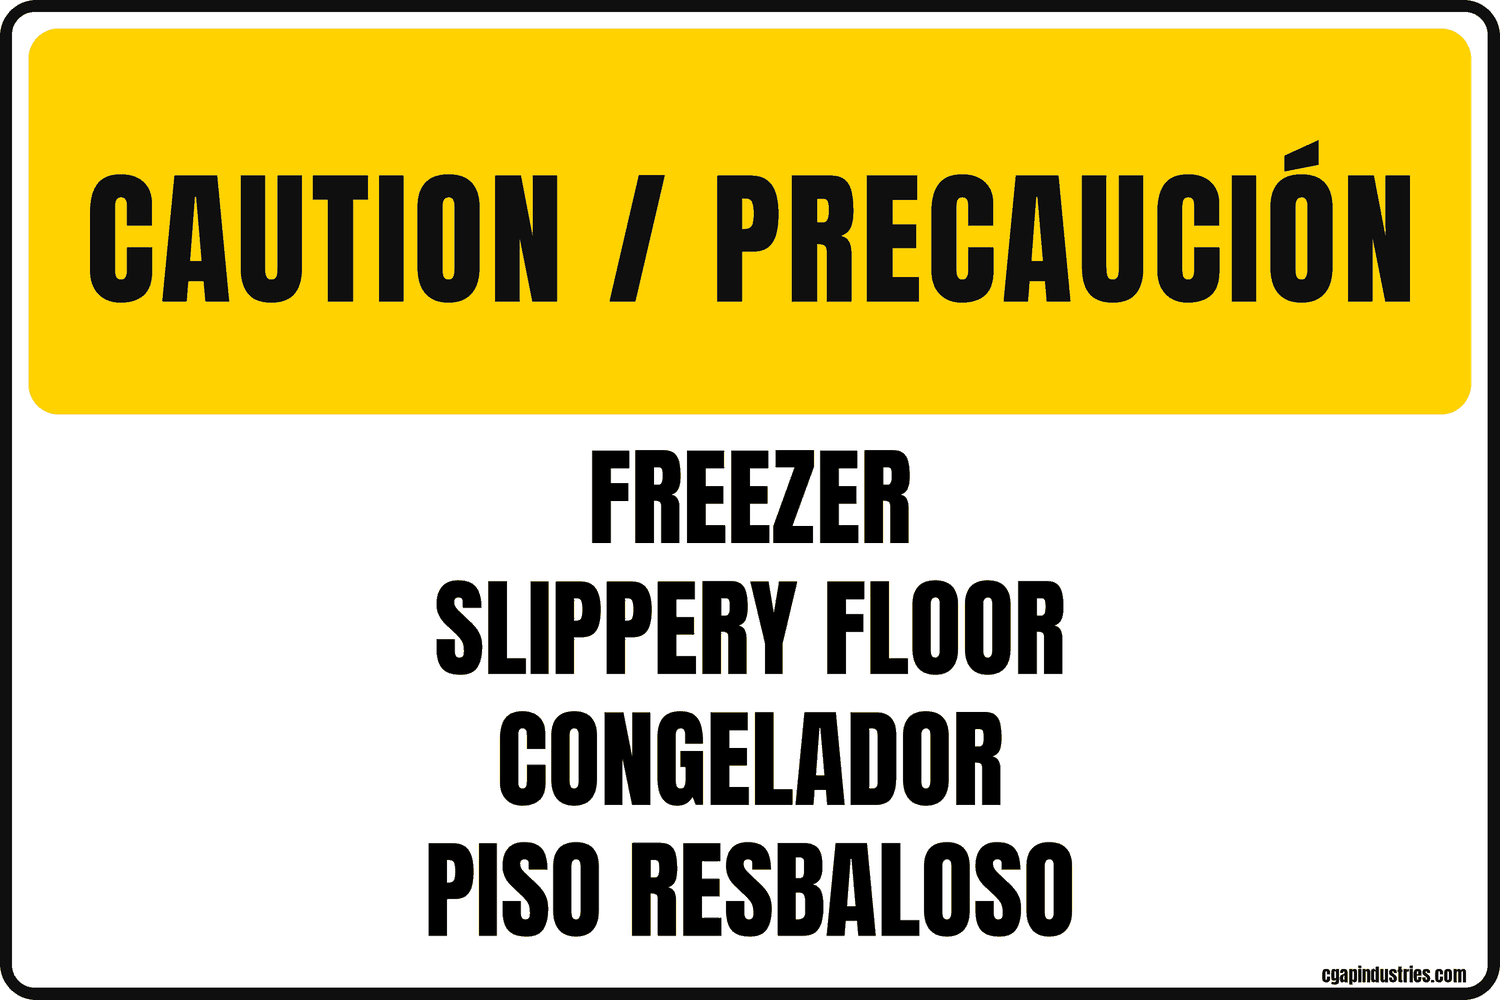 CAUTION / PRECAUCIÓN
FREEZER
SLIPPERY FLOOR
CONGELADOR
PISO RESBALOSO
cgapindustries.com